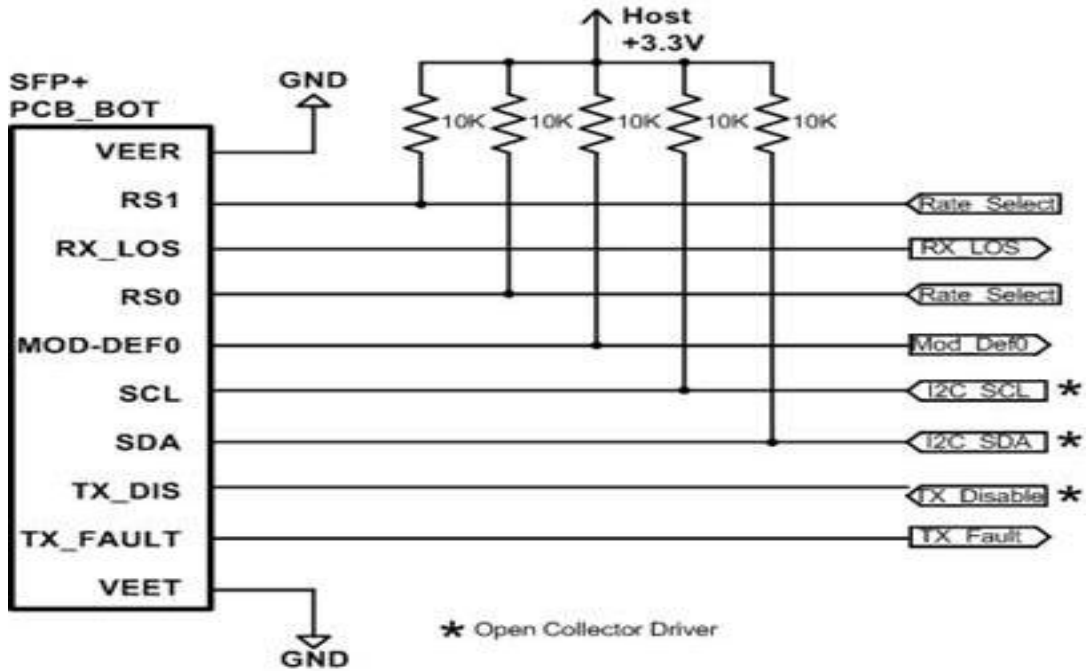 Host
+3.3V
SFP+
PCB_BOT
GND
10K 10K 10K 10K 10K
VEER
RS1 Rate_Select
RX_LOS RX_LOS
RS0 Rate_Select
MOD-DEF0 Mod_Def0
SCL I2C_SCL *
SDA I2C_SDA *
TX_DIS TX_Disable *
TX_FAULT TX_Fault
VEET
* Open Collector Driver
GND